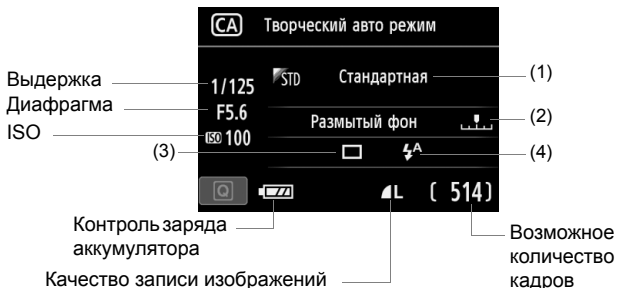 CA Творческий авто режим
Выдержка 1/125 STD Стандартная (1)
Диафрагма F5.6
ISO ISO 100 Размытый фон (2)
(3) A (4)
Q L ( 514)
Контроль заряда
аккумулятора
Качество записи изображений
Возможное
количество
кадров